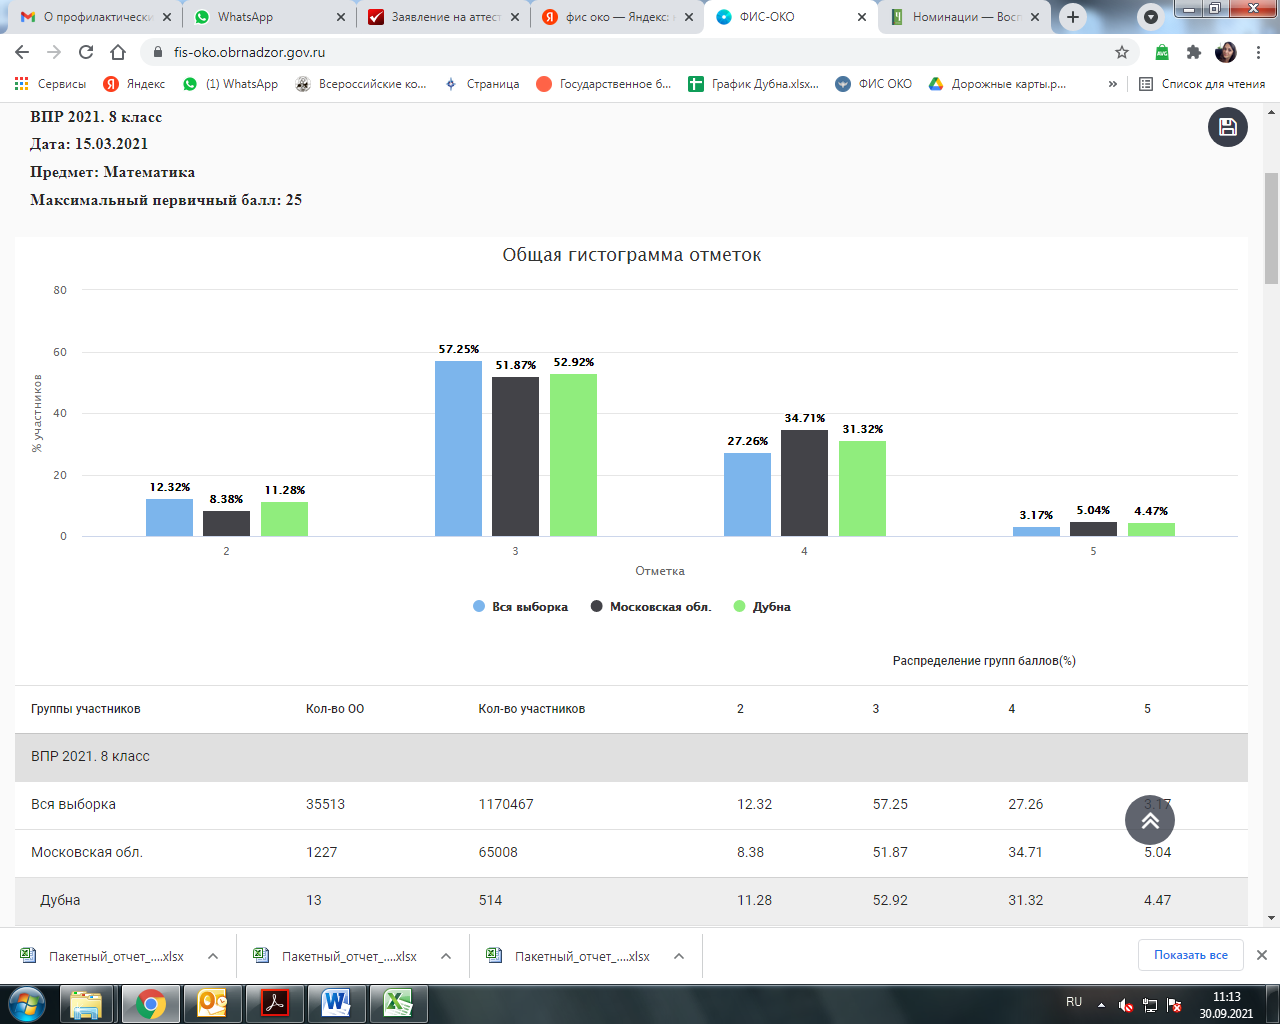 О профилактически
WhatsApp
Заявление на аттест
фис око — Яндекс:
ФИС-ОКО
Номинации — Восп
fis-oko.obrnadzor.gov.ru
Сервисы
Яндекс
(1) WhatsApp
Всероссийские ко...
Страница
Государственное б...
График Дубна.xlsx...
ФИС ОКО
Дорожные карты.р...
»
Список для чтения
ВПР 2021. 8 класс
Дата: 15.03.2021
Предмет: Математика
Максимальный первичный балл: 25
Общая гистограмма отметок
% участников
80
60
40
20
0
12.32%
8.38%
11.28%
57.25%
51.87%
52.92%
27.26%
34.71%
31.32%
3.17%
5.04%
4.47%
2
3
4
5
Отметка
Вся выборка
Московская обл.
Дубна
Распределение групп баллов(%)
Группы участников Кол-во ОО Кол-во участников 2 3 4 5
ВПР 2021. 8 класс
Вся выборка 35513 1170467 12.32 57.25 27.26 3.17
Московская обл. 1227 65008 8.38 51.87 34.71 5.04
Дубна 13 514 11.28 52.92 31.32 4.47
Пакетный_отчет_....xlsx
Пакетный_отчет_....xlsx
Пакетный_отчет_....xlsx
Показать все
RU
11:13
30.09.2021